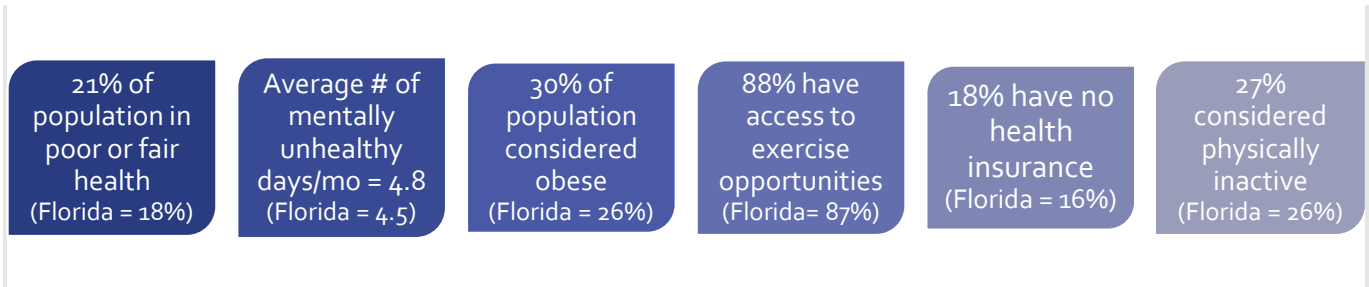 21% of
population in
poor or fair
health
(Florida = 18%)
Average # of
mentally
unhealthy
days/mo = 4.8
(Florida = 4.5)
30% of
population
considered
obese
(Florida = 26%)
88% have
access to
exercise
opportunities
(Florida= 87%)
18% have no
health
insurance
(Florida = 16%)
27%
considered
physically
inactive
(Florida = 26%)